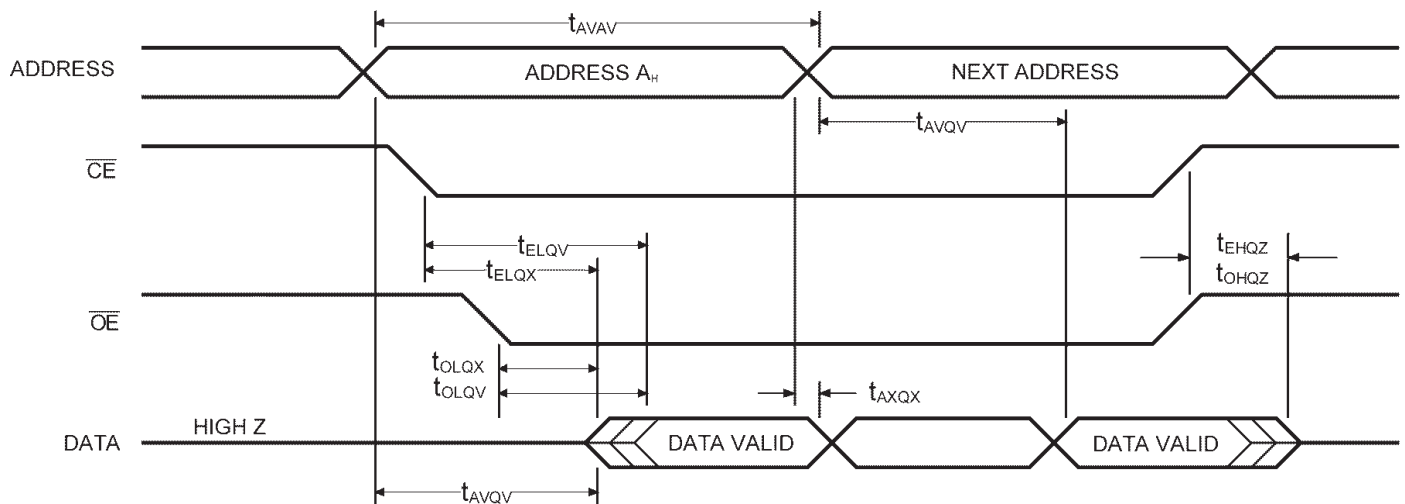 tAVAV
ADDRESS
ADDRESS AH
NEXT ADDRESS
tAVQV
CE
tELQV
tELQX
tEHQZ
tOHQZ
OE
tOLQX
tOLQV
tAXQX
HIGH Z
DATA
DATA VALID
DATA VALID
tAVQV